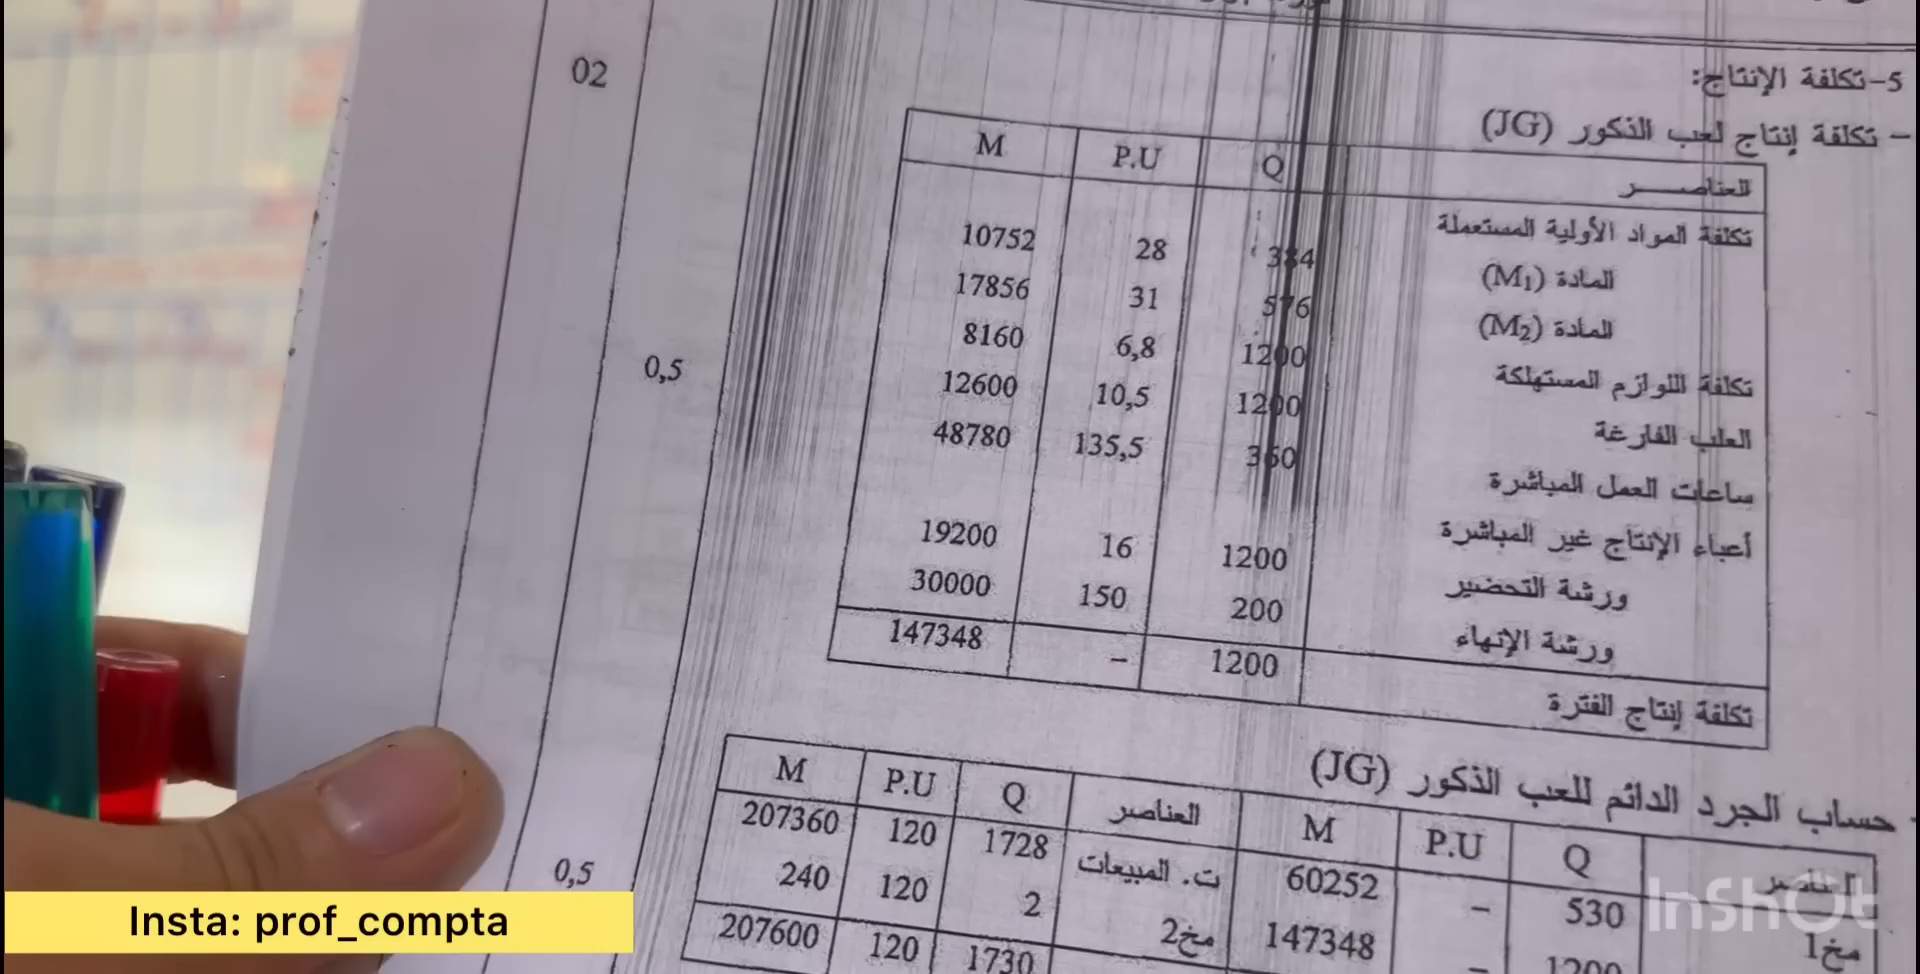 02
5-تكلفة الإنتاج:
- تكلفة إنتاج لعب الذكور (JG)
العناصـــر Q P.U M
تكلفة المواد الأولية المستعملة
المادة (M1) 384 28 10752
المادة (M2) 576 31 17856
تكلفة اللوازم المستهلكة 1200 6,8 8160
العلب الفارغة 1200 10,5 12600
ساعات العمل المباشرة 360 135,5 48780
أعباء الإنتاج غير المباشرة
ورشة التحضير 1200 16 19200
ورشة الإنهاء 200 150 30000
تكلفة إنتاج الفترة 1200 – 147348
0,5
حساب الجرد الدائم للعب الذكور (JG)
العناصر Q P.U M العناصر Q P.U M
مخ1 530 – 60252 ت. المبيعات 1728 120 207360
1200 – 147348 مخ2 2 120 240
1730 120 207600
0,5
Insta: prof_compta
InShOt